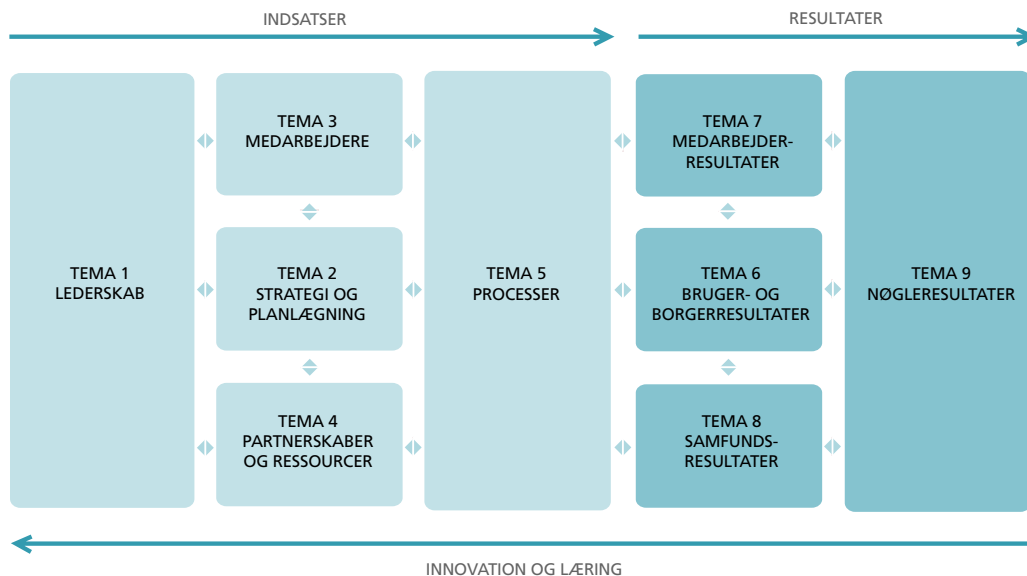 INDSATSER
RESULTATER
TEMA 1
LEDERSKAB
TEMA 3
MEDARBEJDERE
TEMA 2
STRATEGI OG
PLANLÆGNING
TEMA 4
PARTNERSKABER
OG RESSOURCER
TEMA 5
PROCESSER
TEMA 7
MEDARBEJDER-
RESULTATER
TEMA 6
BRUGER- OG
BORGERRESULTATER
TEMA 8
SAMFUNDS-
RESULTATER
TEMA 9
NØGLERESULTATER
INNOVATION OG LÆRING